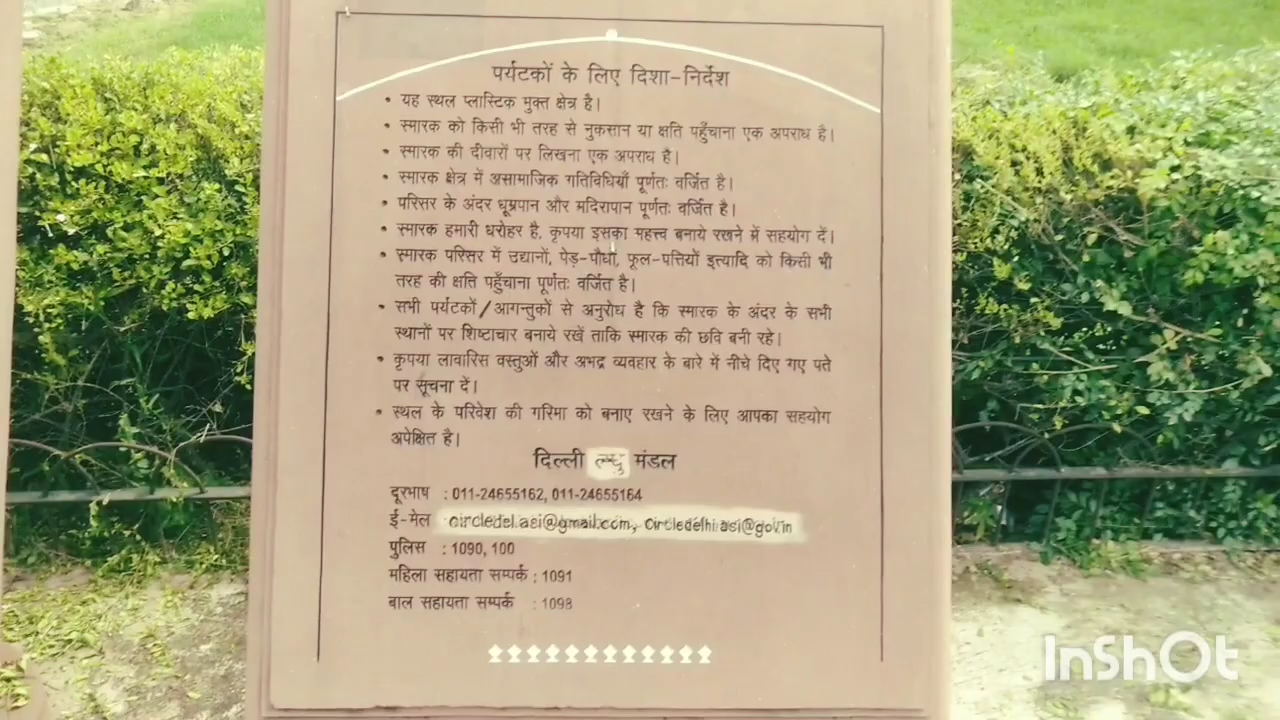 पर्यटकों के लिए दिशा-निर्देश
• यह स्थल प्लास्टिक मुक्त क्षेत्र है।
• स्मारक को किसी भी तरह से नुकसान या क्षति पहुँचाना एक अपराध है।
• स्मारक की दीवारों पर लिखना एक अपराध है।
• स्मारक क्षेत्र में असामाजिक गतिविधियाँ पूर्णतः वर्जित है।
• परिसर के अंदर धूम्रपान और मदिरापान पूर्णतः वर्जित है।
• स्मारक हमारी धरोहर है, कृपया इसका महत्त्व बनाये रखने में सहयोग दें।
• स्मारक परिसर में उद्यानों, पेड़-पौधों, फूल-पत्तियों इत्त्यादि को किसी भी
तरह की क्षति पहुँचाना पूर्णतः वर्जित है।
• सभी पर्यटकों/आगन्तुकों से अनुरोध है कि स्मारक के अंदर के सभी
स्थानों पर शिष्टाचार बनाये रखें ताकि स्मारक की छवि बनी रहे।
• कृपया लावारिस वस्तुओं और अभद्र व्यवहार के बारे में नीचे दिए गए पते
पर सूचना दें।
• स्थल के परिवेश की गरिमा को बनाए रखने के लिए आपका सहयोग
अपेक्षित है।
दिल्ली लघु मंडल
दूरभाष : 011-24655162, 011-24655164
ई-मेल : circledel.asi@gmail.com, circledelhi.asi@gov.in
पुलिस : 1090, 100
महिला सहायता सम्पर्क : 1091
बाल सहायता सम्पर्क : 1098
InShOt